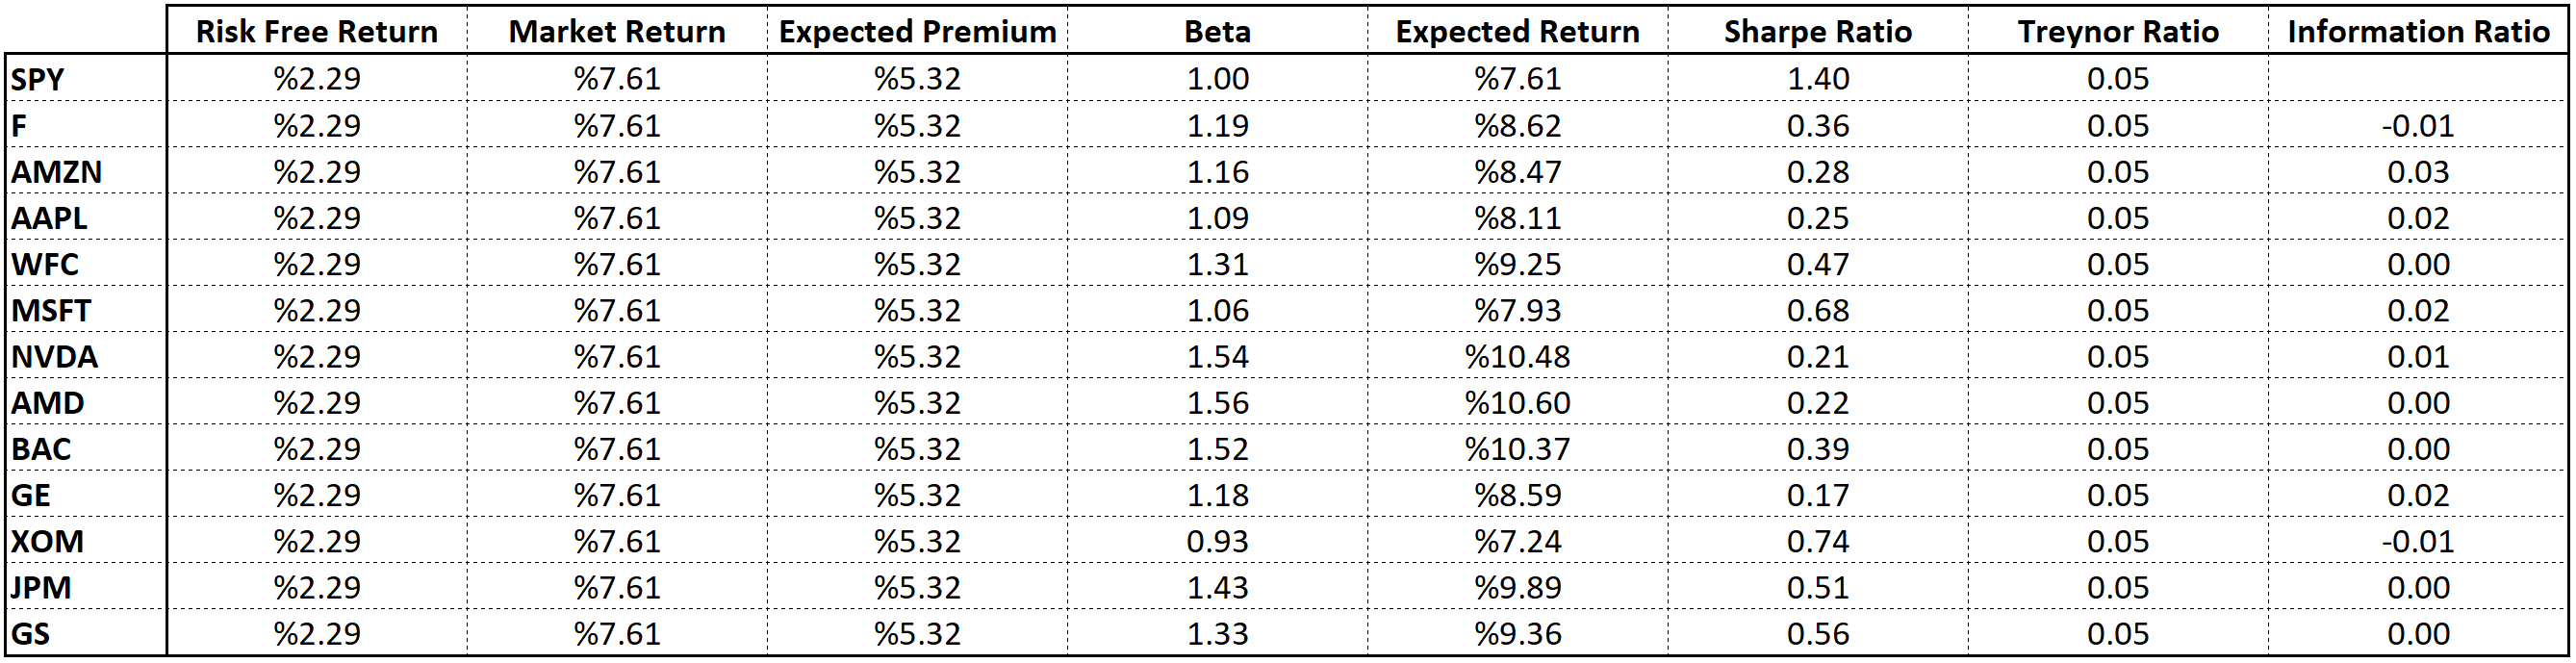 Risk Free Return Market Return Expected Premium Beta Expected Return Sharpe Ratio Treynor Ratio Information Ratio
SPY %2.29 %7.61 %5.32 1.00 %7.61 1.40 0.05
F %2.29 %7.61 %5.32 1.19 %8.62 0.36 0.05 -0.01
AMZN %2.29 %7.61 %5.32 1.16 %8.47 0.28 0.05 0.03
AAPL %2.29 %7.61 %5.32 1.09 %8.11 0.25 0.05 0.02
WFC %2.29 %7.61 %5.32 1.31 %9.25 0.47 0.05 0.00
MSFT %2.29 %7.61 %5.32 1.06 %7.93 0.68 0.05 0.02
NVDA %2.29 %7.61 %5.32 1.54 %10.48 0.21 0.05 0.01
AMD %2.29 %7.61 %5.32 1.56 %10.60 0.22 0.05 0.00
BAC %2.29 %7.61 %5.32 1.52 %10.37 0.39 0.05 0.00
GE %2.29 %7.61 %5.32 1.18 %8.59 0.17 0.05 0.02
XOM %2.29 %7.61 %5.32 0.93 %7.24 0.74 0.05 -0.01
JPM %2.29 %7.61 %5.32 1.43 %9.89 0.51 0.05 0.00
GS %2.29 %7.61 %5.32 1.33 %9.36 0.56 0.05 0.00